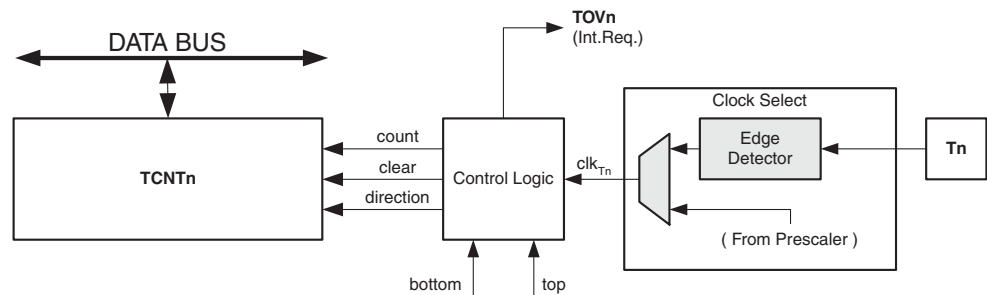 TOVn
(Int.Req.)
DATA BUS
Clock Select
count
Edge
Detector
Tn
TCNTn
clear
Control Logic
clkTn
direction
( From Prescaler )
bottom
top